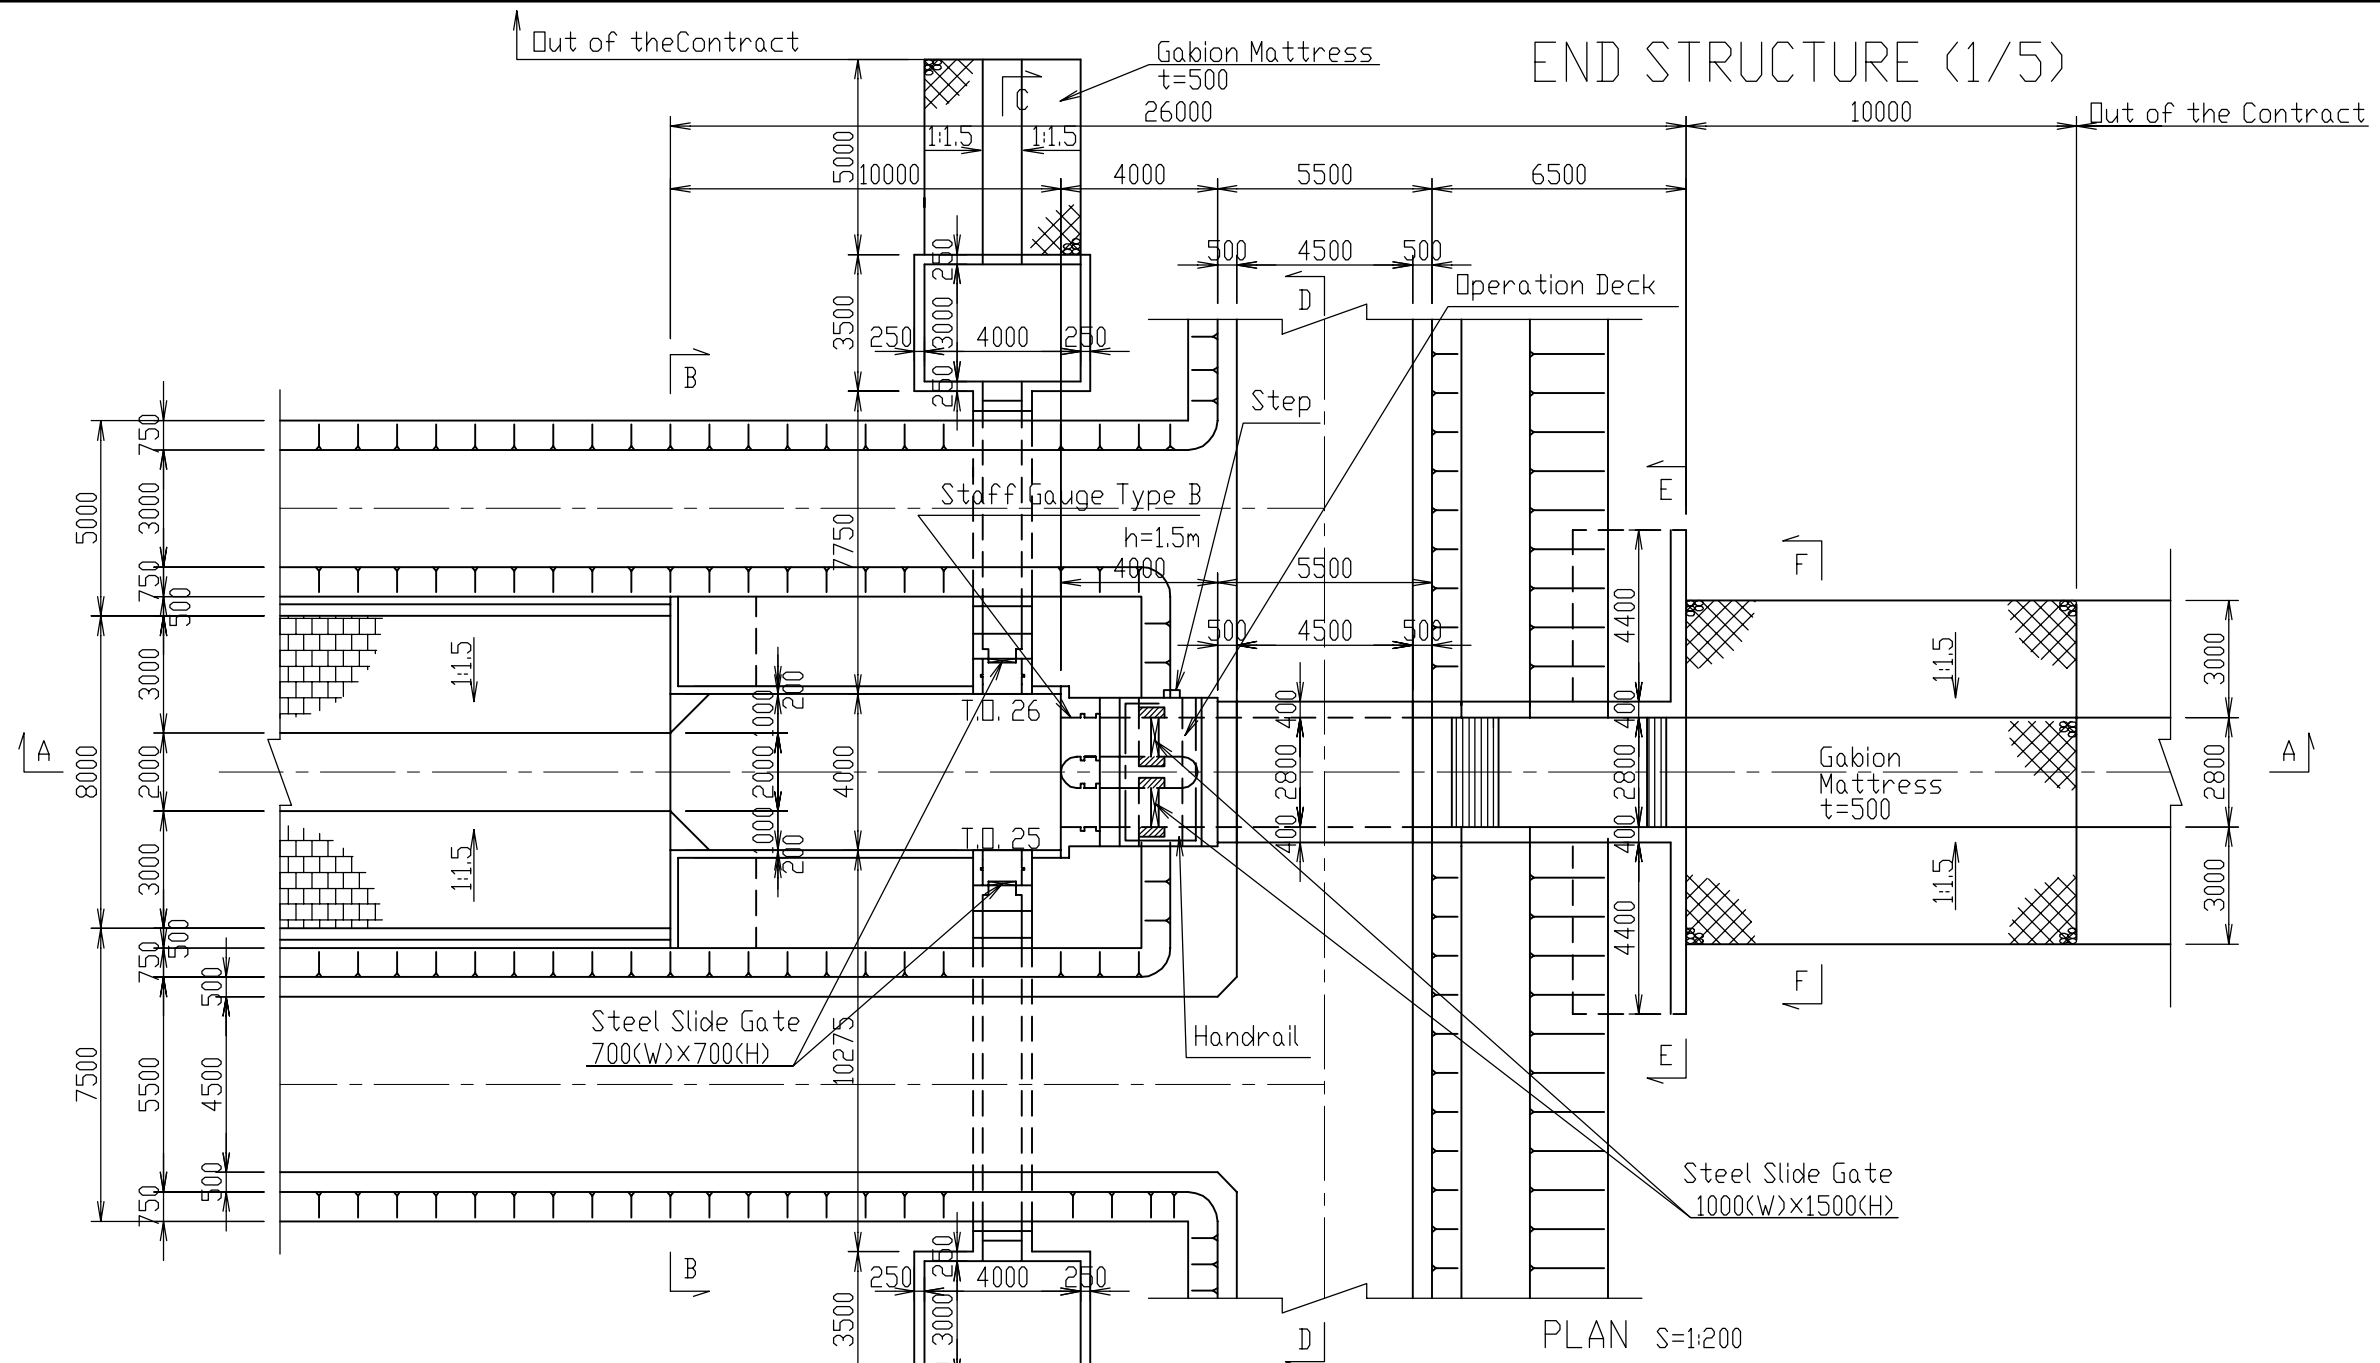 Out of theContract
Gabion Mattress
t=500
END STRUCTURE (1/5)
26000
10000
Out of the Contract
C
1:1.5
1:1.5
5000
10000
4000
5500
6500
250
500
4500
500
Operation Deck
D
3500
3000
250
4000
250
B
250
Step
750
5000
3000
Staff Gauge Type B
E
h=1.5m
7750
4000
5500
F
750
500
4400
500
4500
500
3000
1:1.5
1:1.5
3000
200
1000
T.O. 26
400
400
A
8000
2000
2000
4000
2800
2800
Gabion
Mattress
t=500
2800
A
1000
T.O. 25
400
400
200
3000
1:1.5
1:1.5
3000
500
750
4400
500
F
Steel Slide Gate
700(W)x700(H)
10275
Handrail
E
7500
5500
4500
500
750
Steel Slide Gate
1000(W)x1500(H)
B
250
250
4000
250
3500
3000
D
PLAN S=1:200